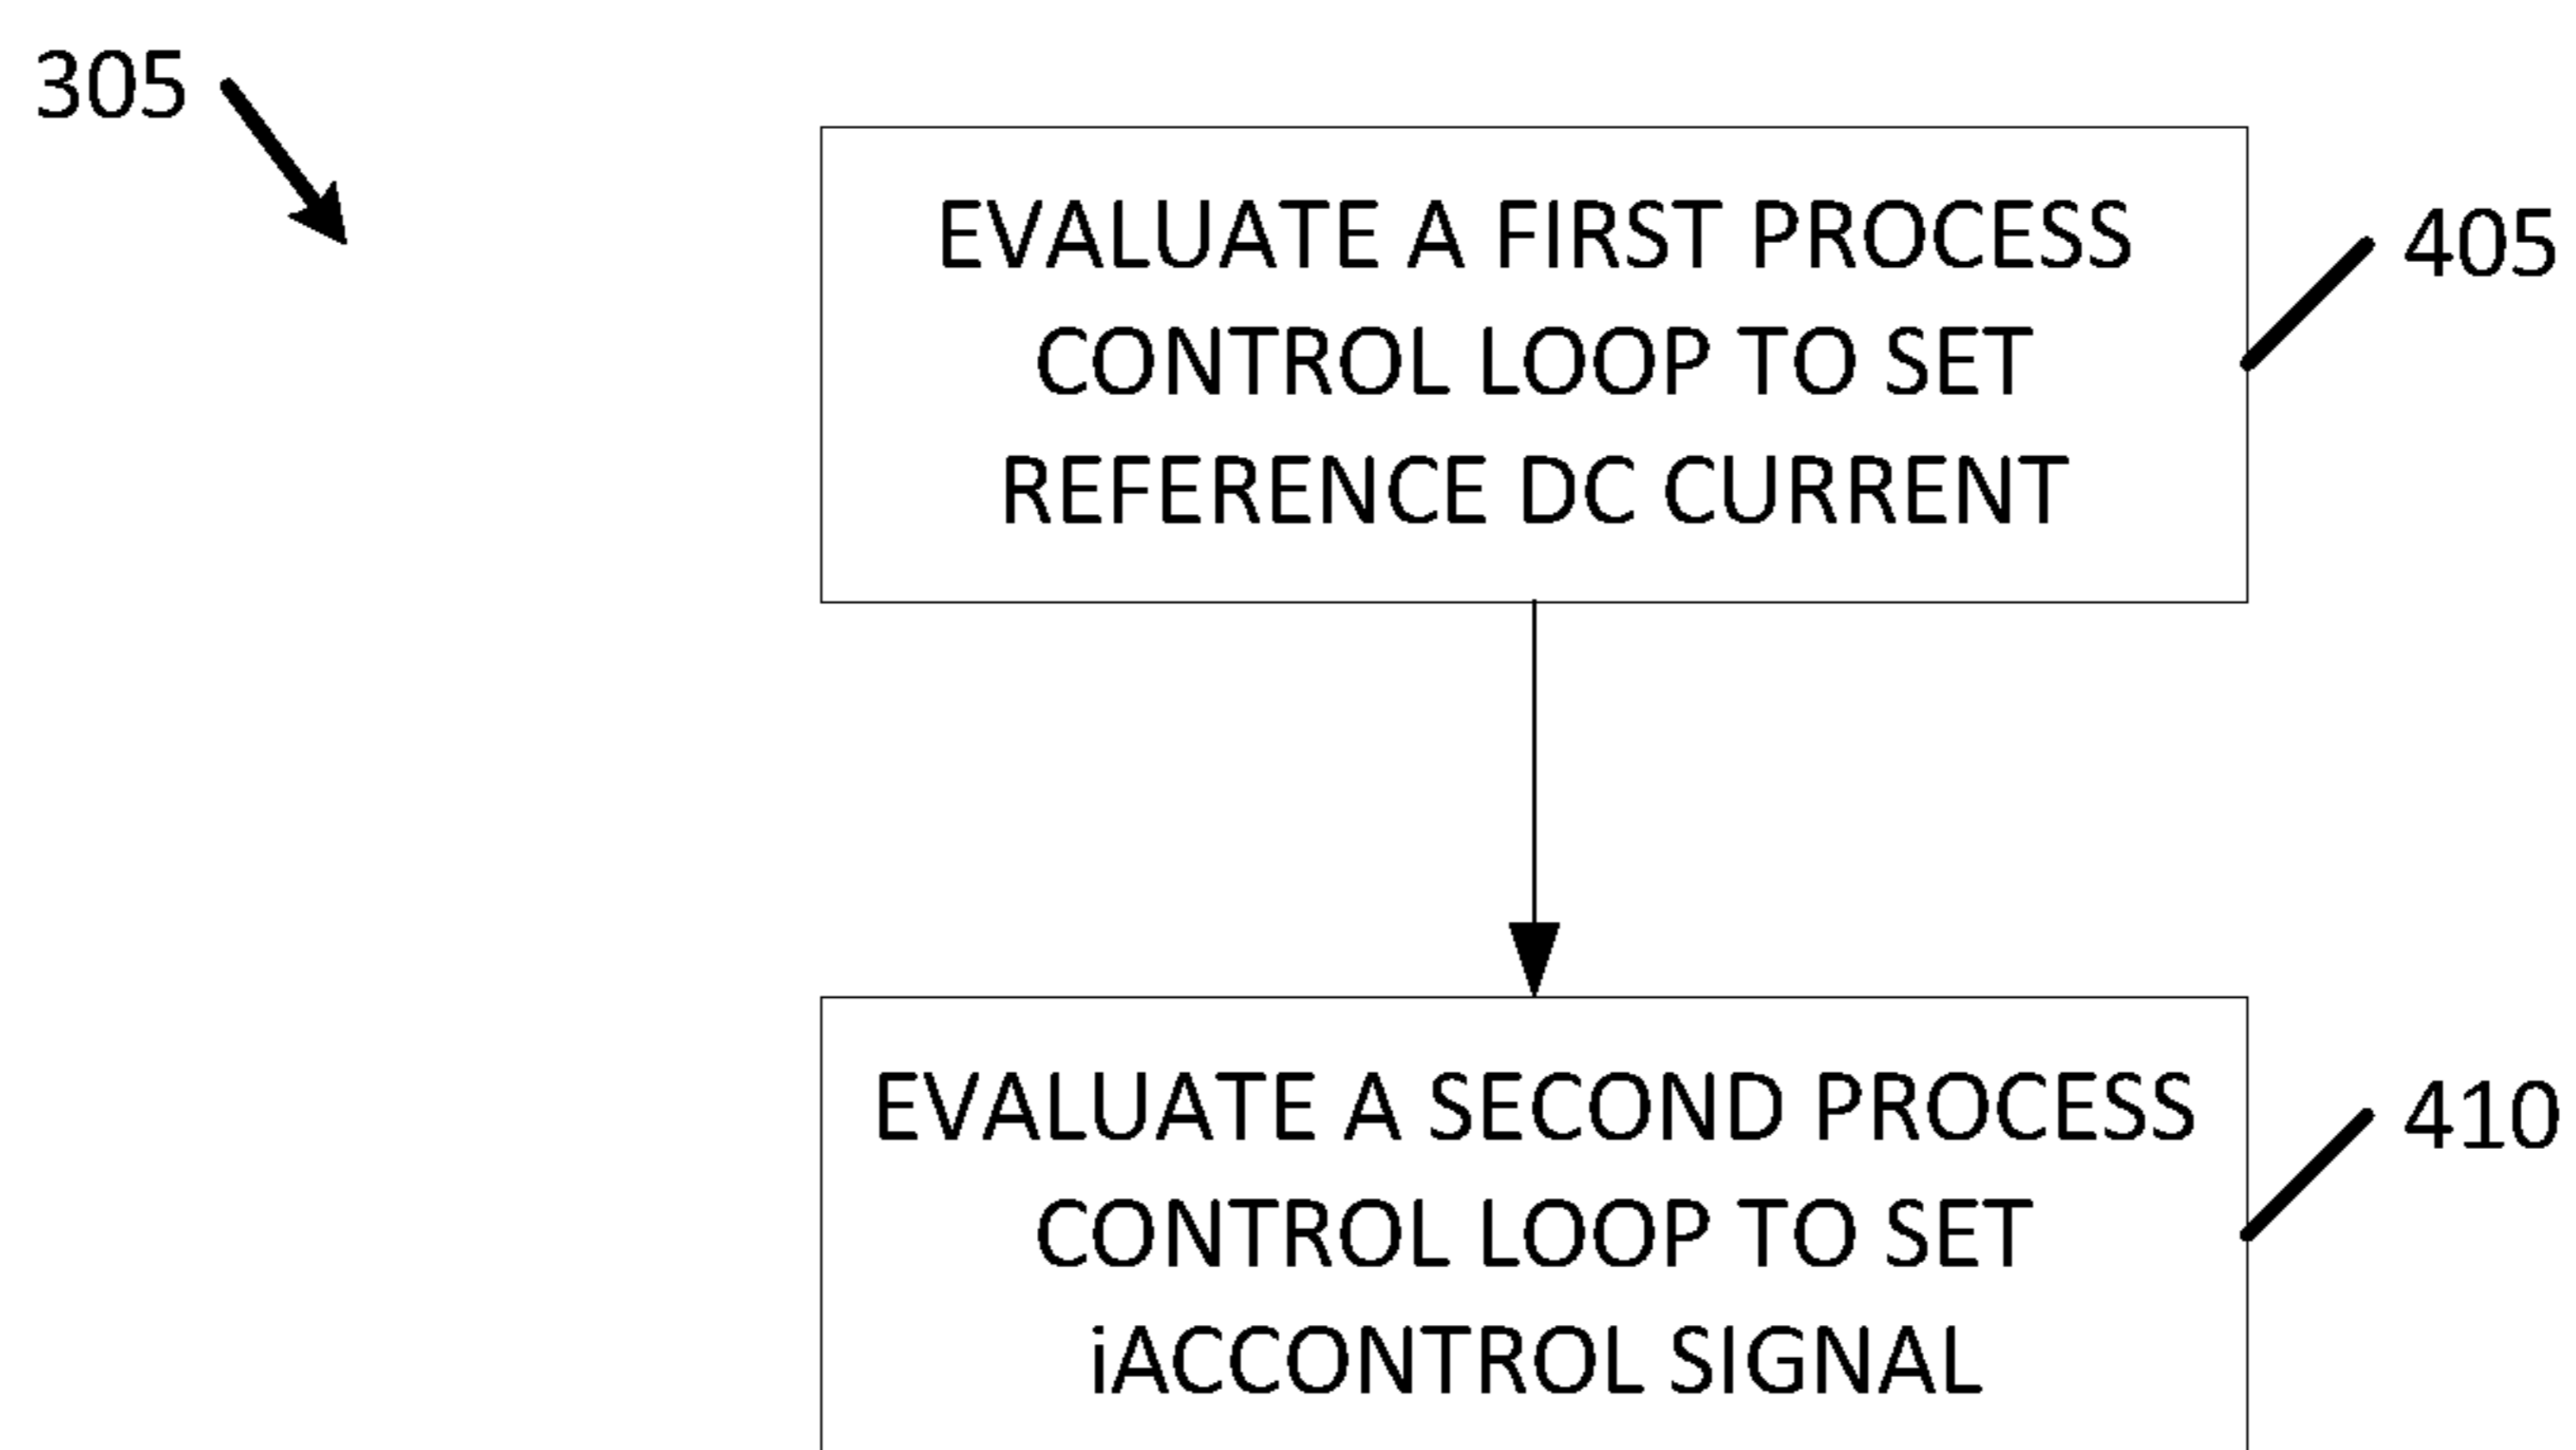 305
EVALUATE A FIRST PROCESS
CONTROL LOOP TO SET
REFERENCE DC CURRENT
405
EVALUATE A SECOND PROCESS
CONTROL LOOP TO SET
iACCONTROL SIGNAL
410